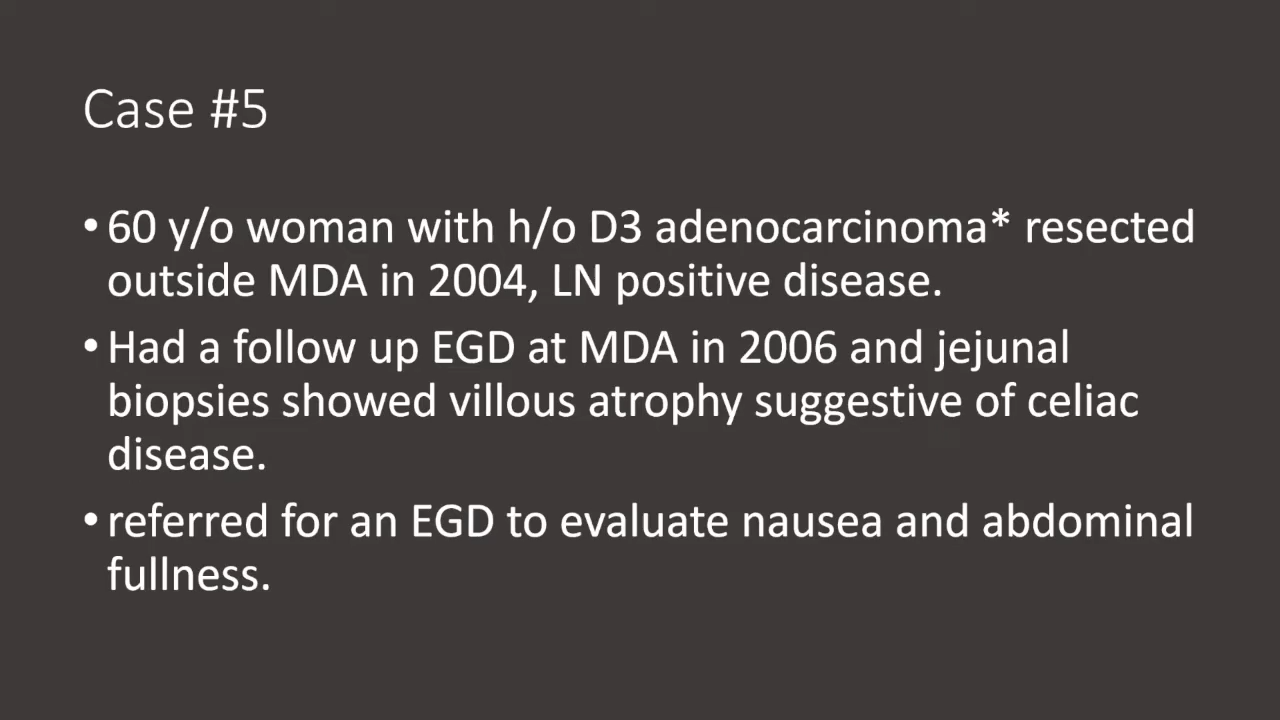 Case #5
• 60 y/o woman with h/o D3 adenocarcinoma* resected
outside MDA in 2004, LN positive disease.
• Had a follow up EGD at MDA in 2006 and jejunal
biopsies showed villous atrophy suggestive of celiac
disease.
• referred for an EGD to evaluate nausea and abdominal
fullness.